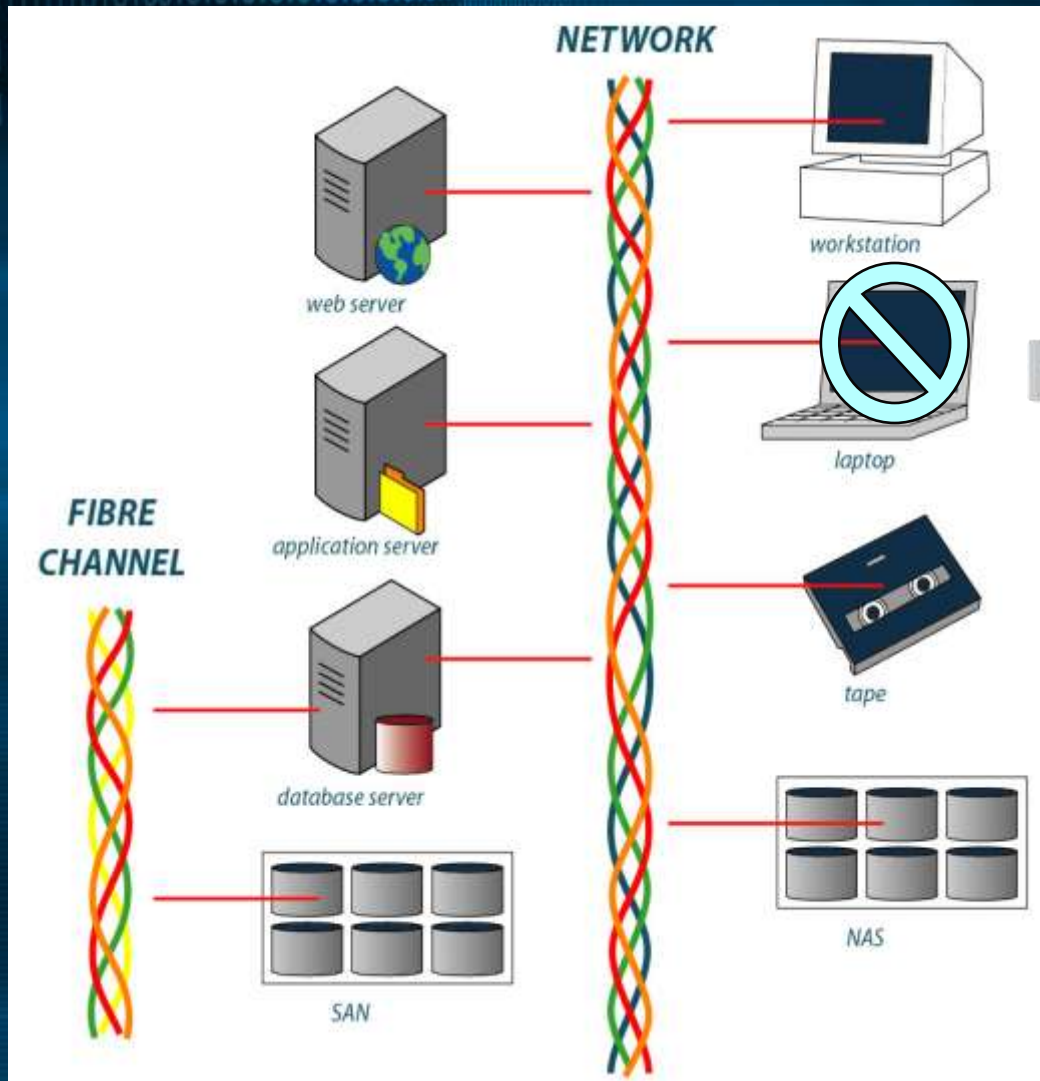 NETWORK
workstation
web server
laptop
application server
FIBRE
CHANNEL
tape
database server
NAS
SAN